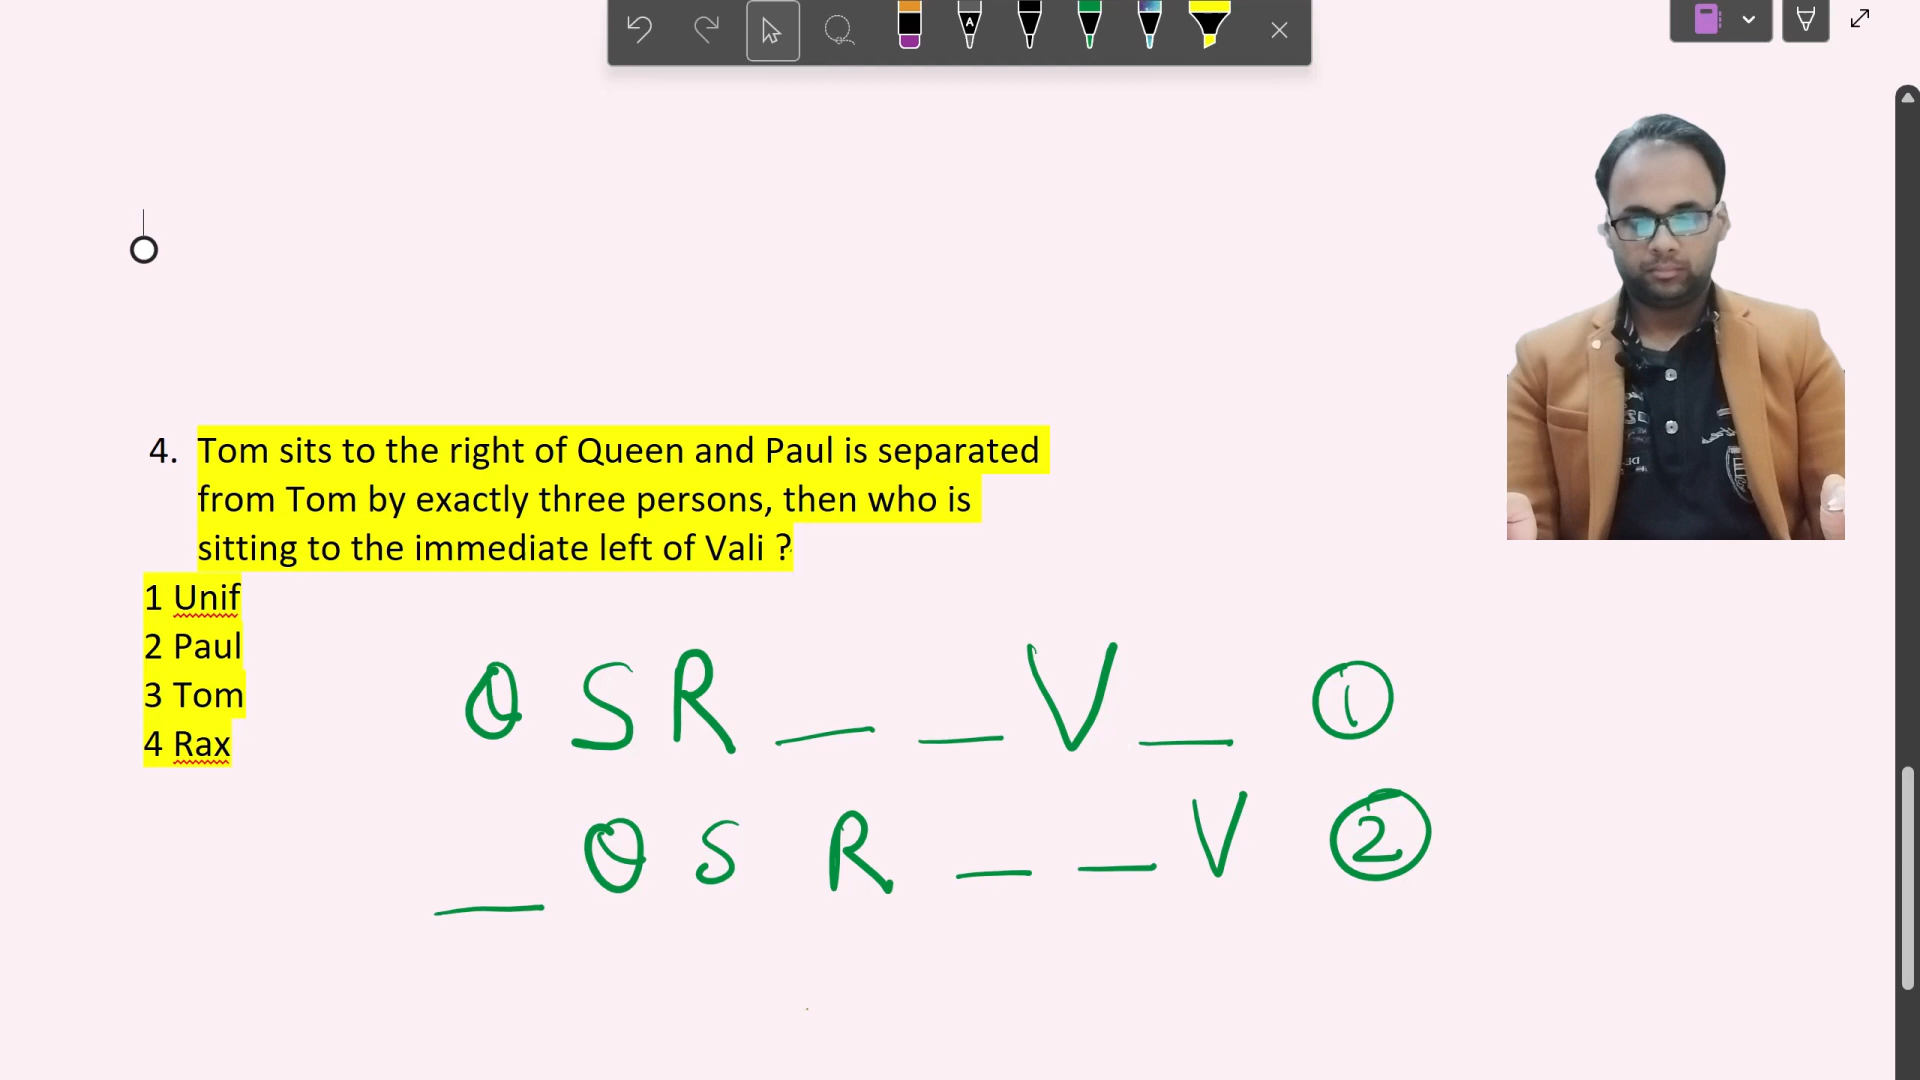 4. Tom sits to the right of Queen and Paul is separated
from Tom by exactly three persons, then who is
sitting to the immediate left of Vali ?
1 Unif
2 Paul
3 Tom
4 Rax
Q S R _ _ V _ ①
_ Q S R _ _ V ②